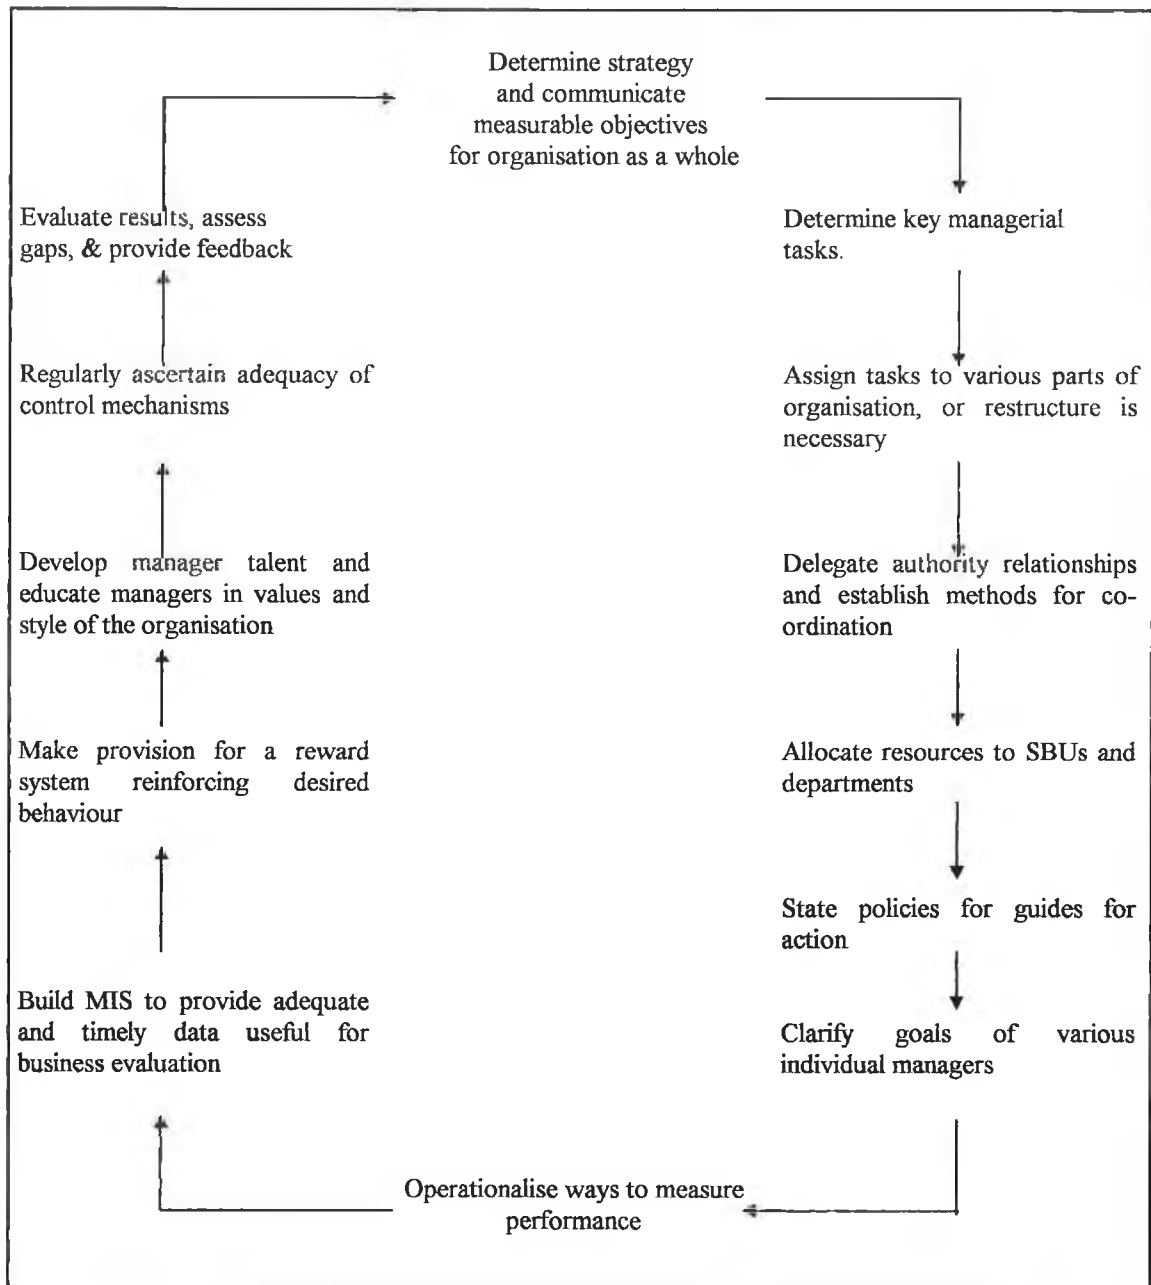 Determine strategy
and communicate
measurable objectives
for organisation as a whole
Determine key managerial
tasks.
Assign tasks to various parts of
organisation, or restructure is
necessary
Delegate authority relationships
and establish methods for co-
ordination
Allocate resources to SBUs and
departments
State policies for guides for
action
Clarify goals of various
individual managers
Operationalise ways to measure
performance
Build MIS to provide adequate
and timely data useful for
business evaluation
Make provision for a reward
system reinforcing desired
behaviour
Develop manager talent and
educate managers in values and
style of the organisation
Regularly ascertain adequacy of
control mechanisms
Evaluate results, assess
gaps, & provide feedback